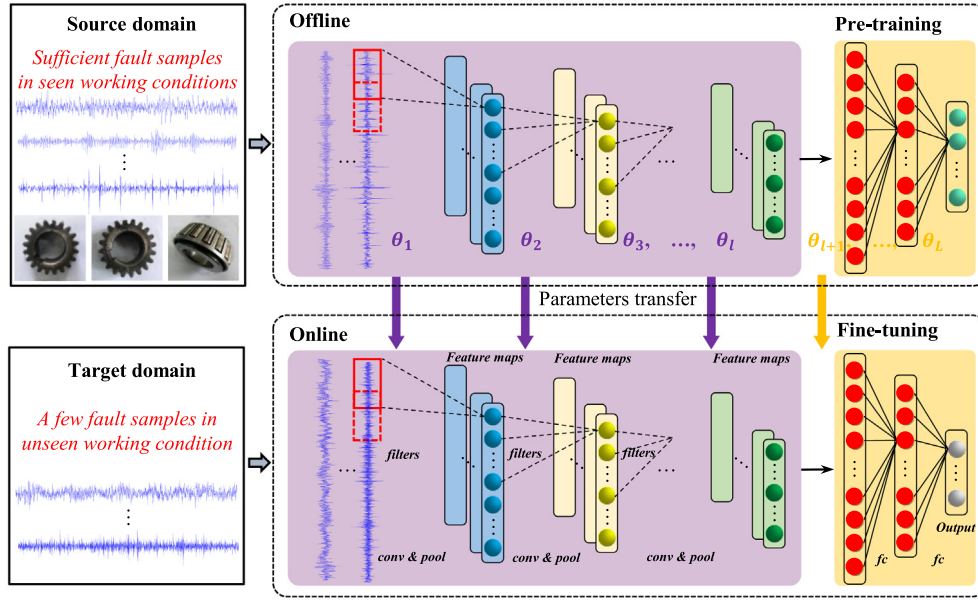 Source domain
Sufficient fault samples
in seen working conditions
Offline
Pre-training
θ₁
θ₂
θ₃, ..., θₗ
θₗ₊₁, ..., θ_L
Parameters transfer
Target domain
A few fault samples in
unseen working condition
Online
Fine-tuning
Feature maps
Feature maps
Feature maps
filters
filters
filters
conv & pool
conv & pool
conv & pool
fc
fc
Output